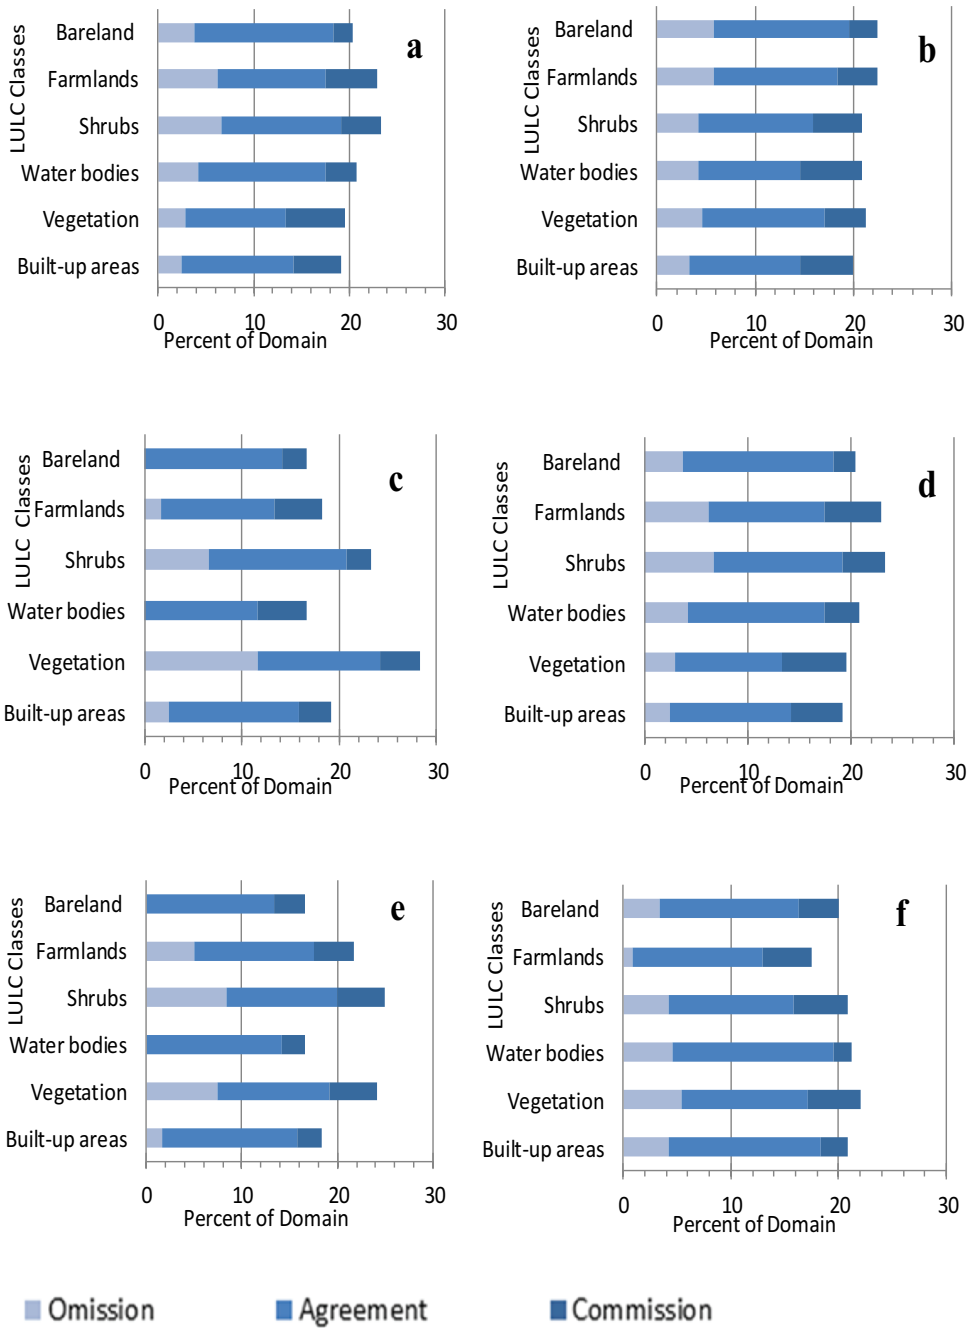 LULC Classes
Bareland
Farmlands
Shrubs
Water bodies
Vegetation
Built-up areas
a
0 10 20 30
Percent of Domain
LULC Classes
Bareland
Farmlands
Shrubs
Water bodies
Vegetation
Built-up areas
b
0 10 20 30
Percent of Domain
LULC Classes
Bareland
Farmlands
Shrubs
Water bodies
Vegetation
Built-up areas
c
0 10 20 30
Percent of Domain
LULC Classes
Bareland
Farmlands
Shrubs
Water bodies
Vegetation
Built-up areas
d
0 10 20 30
Percent of Domain
LULC Classes
Bareland
Farmlands
Shrubs
Water bodies
Vegetation
Built-up areas
e
0 10 20 30
Percent of Domain
LULC Classes
Bareland
Farmlands
Shrubs
Water bodies
Vegetation
Built-up areas
f
0 10 20 30
Percent of Domain
Omission Agreement Commission